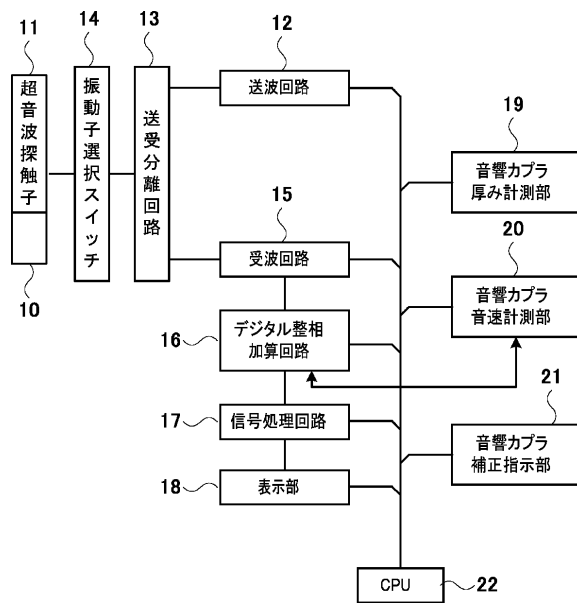 11
14
13
12
19
超音波探触子
振動子選択スイッチ
送受分離回路
送波回路
音響カプラ
厚み計測部
10
15
受波回路
20
音響カプラ
音速計測部
16
デジタル整相
加算回路
17
信号処理回路
21
音響カプラ
補正指示部
18
表示部
CPU
22